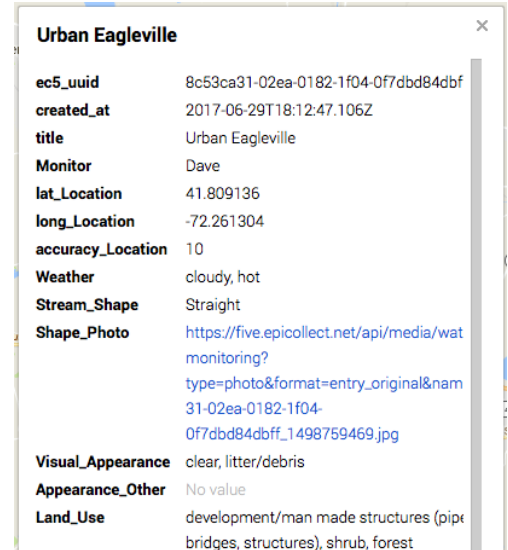 Urban Eagleville
ec5_uuid 8c53ca31-02ea-0182-1f04-0f7dbd84dbf
created_at 2017-06-29T18:12:47.106Z
title Urban Eagleville
Monitor Dave
lat_Location 41.809136
long_Location -72.261304
accuracy_Location 10
Weather cloudy, hot
Stream_Shape Straight
Shape_Photo https://five.epicollect.net/api/media/wat
monitoring?
type=photo&format=entry_original&nam
31-02ea-0182-1f04-
0f7dbd84dbff_1498759469.jpg
Visual_Appearance clear, litter/debris
Appearance_Other No value
Land_Use development/man made structures (pipe
bridges, structures), shrub, forest